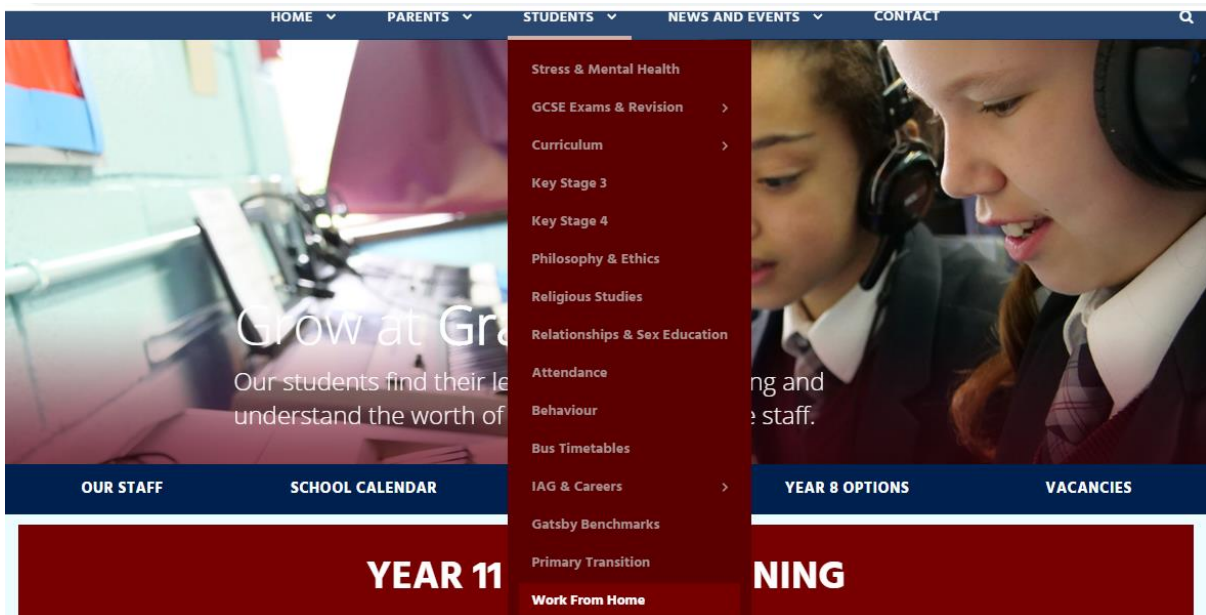 HOME PARENTS STUDENTS NEWS AND EVENTS CONTACT
Stress & Mental Health
GCSE Exams & Revision >
Curriculum >
Key Stage 3
Key Stage 4
Philosophy & Ethics
Religious Studies
Relationships & Sex Education
Attendance
Behaviour
Bus Timetables
IAG & Careers >
Gatsby Benchmarks
Primary Transition
Work From Home
Grow at Gra
Our students find their le ng and
understand the worth of e staff.
OUR STAFF SCHOOL CALENDAR YEAR 8 OPTIONS VACANCIES
YEAR 11 NING